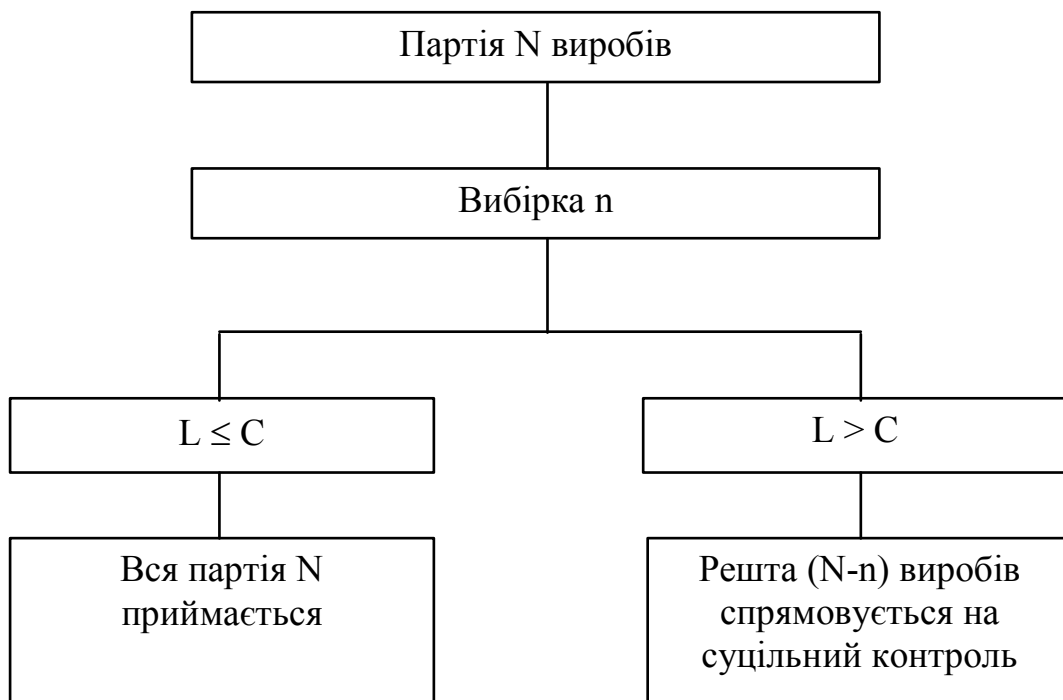 Партія N виробів
Вибірка n
L ≤ C
L > C
Вся партія N
приймається
Решта (N-n) виробів
спрямовується на
суцільний контроль